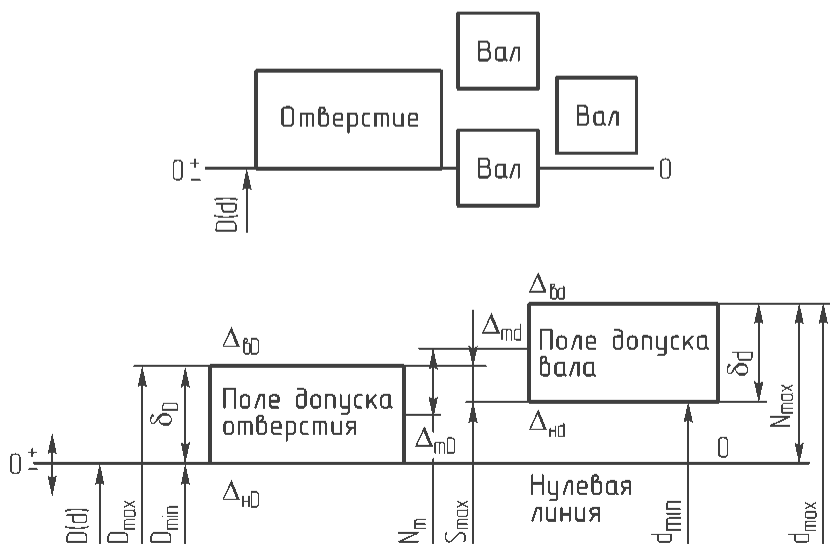 Вал
Отверстие
Вал
Вал
0 ±
0
D(d)
Δвd
ΔвD
Δmd
Поле допуска
вала
δd
Nmax
δD
Поле допуска
отверстия
ΔmD
Δнd
0
0 ±
ΔнD
Нулевая
линия
D(d)
Dmax
Dmin
Nm
Smax
dmin
dmax